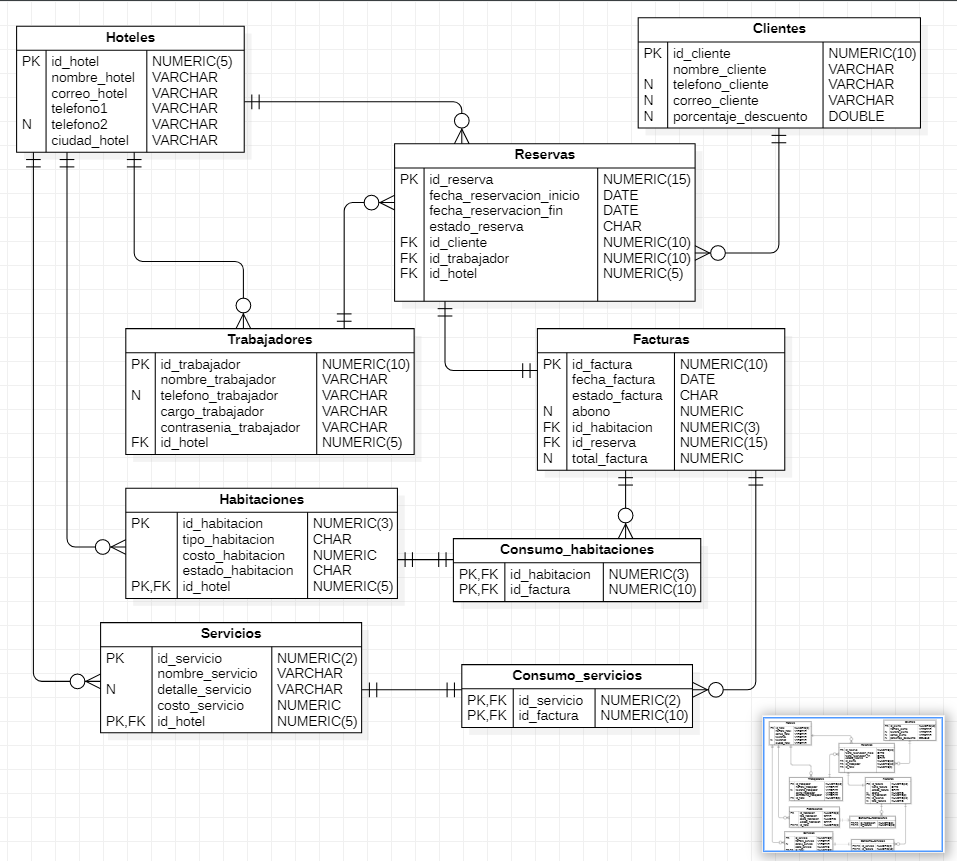 Hoteles
PK id_hotel NUMERIC(5)
nombre_hotel VARCHAR
correo_hotel VARCHAR
telefono1 VARCHAR
N telefono2 VARCHAR
ciudad_hotel VARCHAR
Clientes
PK id_cliente NUMERIC(10)
nombre_cliente VARCHAR
N telefono_cliente VARCHAR
N correo_cliente VARCHAR
N porcentaje_descuento DOUBLE
Reservas
PK id_reserva NUMERIC(15)
fecha_reservacion_inicio DATE
fecha_reservacion_fin DATE
estado_reserva CHAR
FK id_cliente NUMERIC(10)
FK id_trabajador NUMERIC(10)
FK id_hotel NUMERIC(5)
Trabajadores
PK id_trabajador NUMERIC(10)
nombre_trabajador VARCHAR
N telefono_trabajador VARCHAR
cargo_trabajador VARCHAR
contrasenia_trabajador VARCHAR
FK id_hotel NUMERIC(5)
Facturas
PK id_factura NUMERIC(10)
fecha_factura DATE
estado_factura CHAR
N abono NUMERIC
FK id_habitacion NUMERIC(3)
FK id_reserva NUMERIC(15)
N total_factura NUMERIC
Habitaciones
PK id_habitacion NUMERIC(3)
tipo_habitacion CHAR
costo_habitacion NUMERIC
estado_habitacion CHAR
PK,FK id_hotel NUMERIC(5)
Consumo_habitaciones
PK,FK id_habitacion NUMERIC(3)
PK,FK id_factura NUMERIC(10)
Servicios
PK id_servicio NUMERIC(2)
nombre_servicio VARCHAR
N detalle_servicio VARCHAR
costo_servicio NUMERIC
PK,FK id_hotel NUMERIC(5)
Consumo_servicios
PK,FK id_servicio NUMERIC(2)
PK,FK id_factura NUMERIC(10)